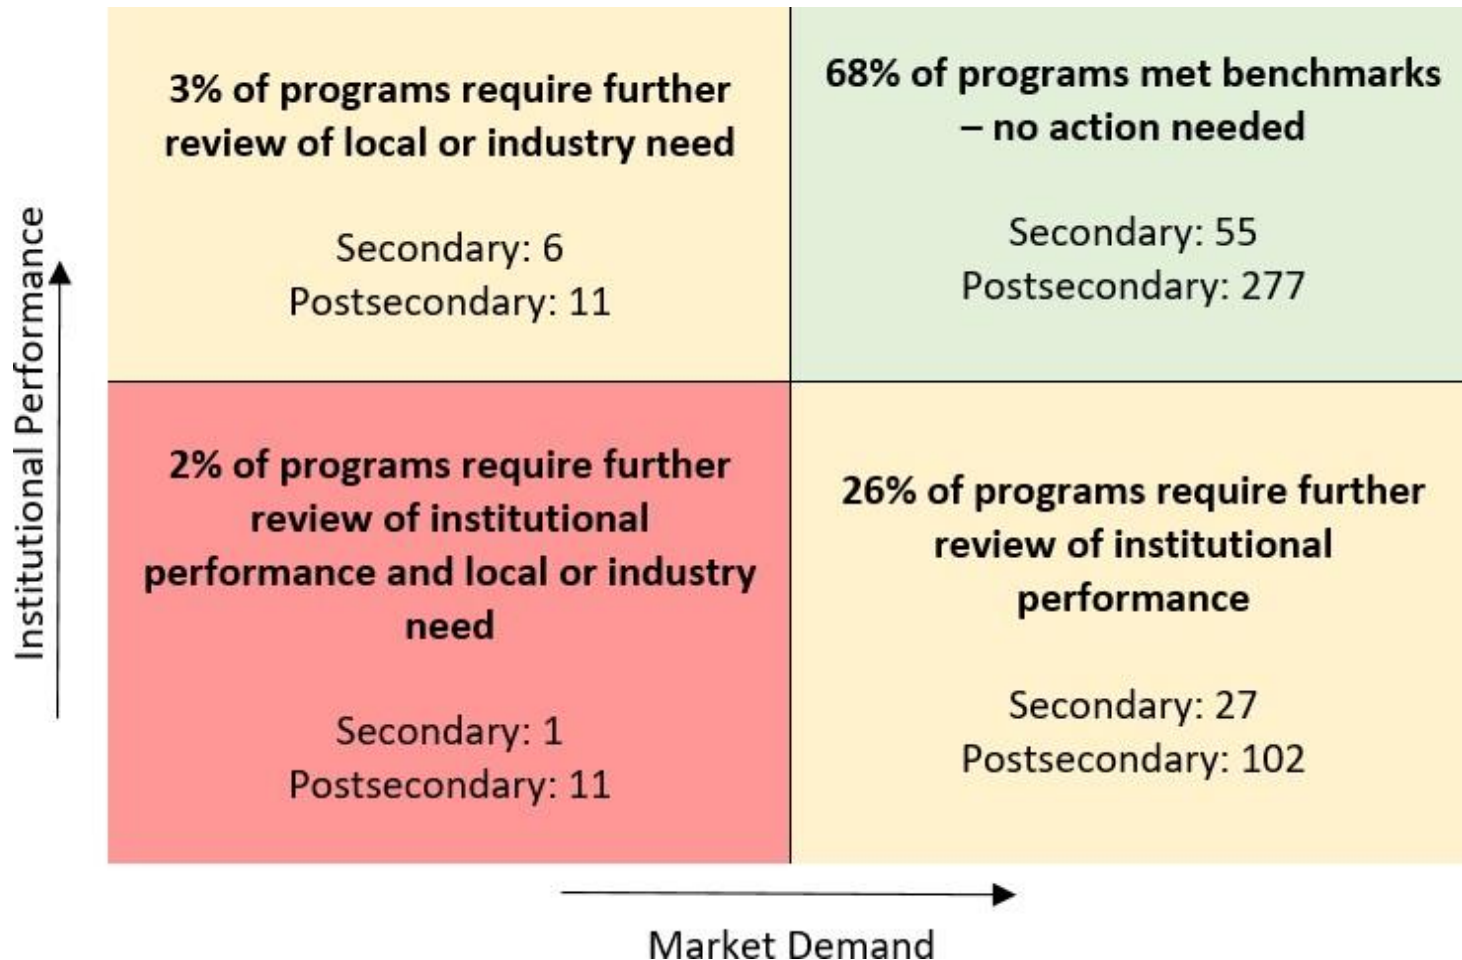 3% of programs require further
review of local or industry need
Secondary: 6
Postsecondary: 11
68% of programs met benchmarks
– no action needed
Secondary: 55
Postsecondary: 277
Institutional Performance
2% of programs require further
review of institutional
performance and local or industry
need
Secondary: 1
Postsecondary: 11
26% of programs require further
review of institutional
performance
Secondary: 27
Postsecondary: 102
Market Demand